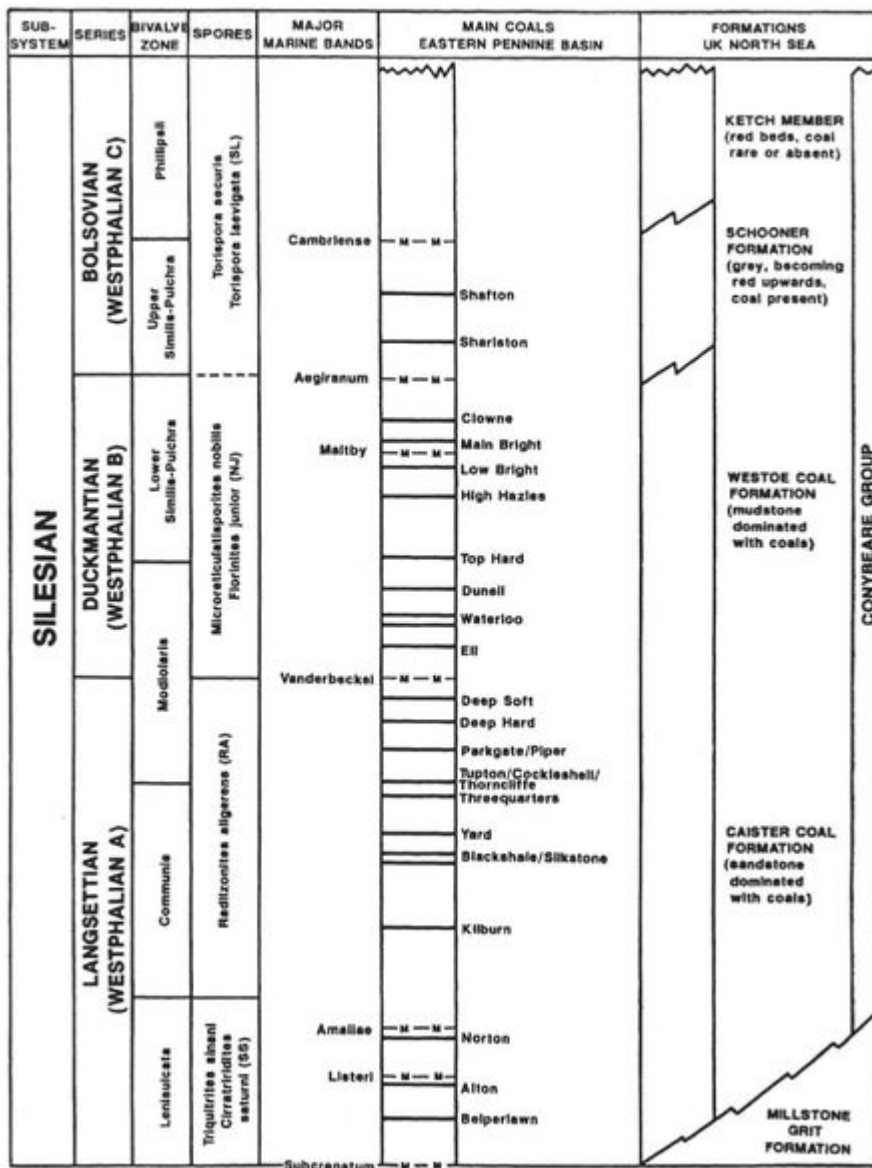 SUB-
SYSTEM
SERIES
BIVALVE
ZONE
SPORES
MAJOR
MARINE BANDS
MAIN COALS
EASTERN PENNINE BASIN
FORMATIONS
UK NORTH SEA
SILESIAN
BOLSOVIAN
(WESTPHALIAN C)
DUCKMANTIAN
(WESTPHALIAN B)
LANGSETTIAN
(WESTPHALIAN A)
Phillipsii
Upper
Similis-Pulchra
Lower
Similis-Pulchra
Modiolaris
Communis
Lenisulcata
Torispora securis
Torispora laevigata (SL)
Microreticulatisporites nobilis
Florinites junior (NJ)
Radiizonites aligerens (RA)
Triquitrites sinani
Cirratriradites
saturni (SS)
Cambriense
Aegiranum
Maltby
Vanderbeckei
Amaliae
Listeri
Subcrenatum
M M
M M
M M
M M
M M
M M
M M
Shafton
Sharlston
Clowne
Main Bright
Low Bright
High Hazles
Top Hard
Dunsil
Waterloo
Ell
Deep Soft
Deep Hard
Parkgate/Piper
Tupton/Cockleshell/
Thorncliffe
Threequarters
Yard
Blackshale/Silkstone
Kilburn
Norton
Alton
Belperlawn
KETCH MEMBER
(red beds, coal
rare or absent)
SCHOONER
FORMATION
(grey, becoming
red upwards,
coal present)
WESTOE COAL
FORMATION
(mudstone
dominated
with coals)
CAISTER COAL
FORMATION
(sandstone
dominated
with coals)
MILLSTONE
GRIT
FORMATION
CONYBEARE GROUP